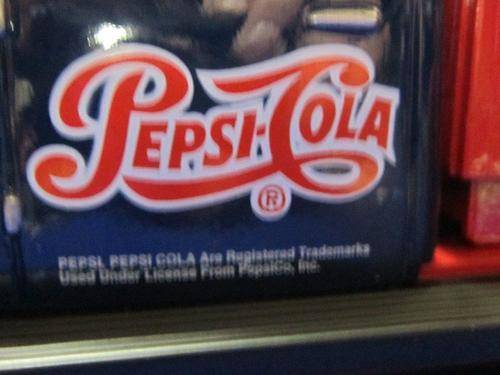 PEPSI-COLA
®
PEPSI, PEPSI COLA Are Registered Trademarks
Used Under License From PepsiCo, Inc.